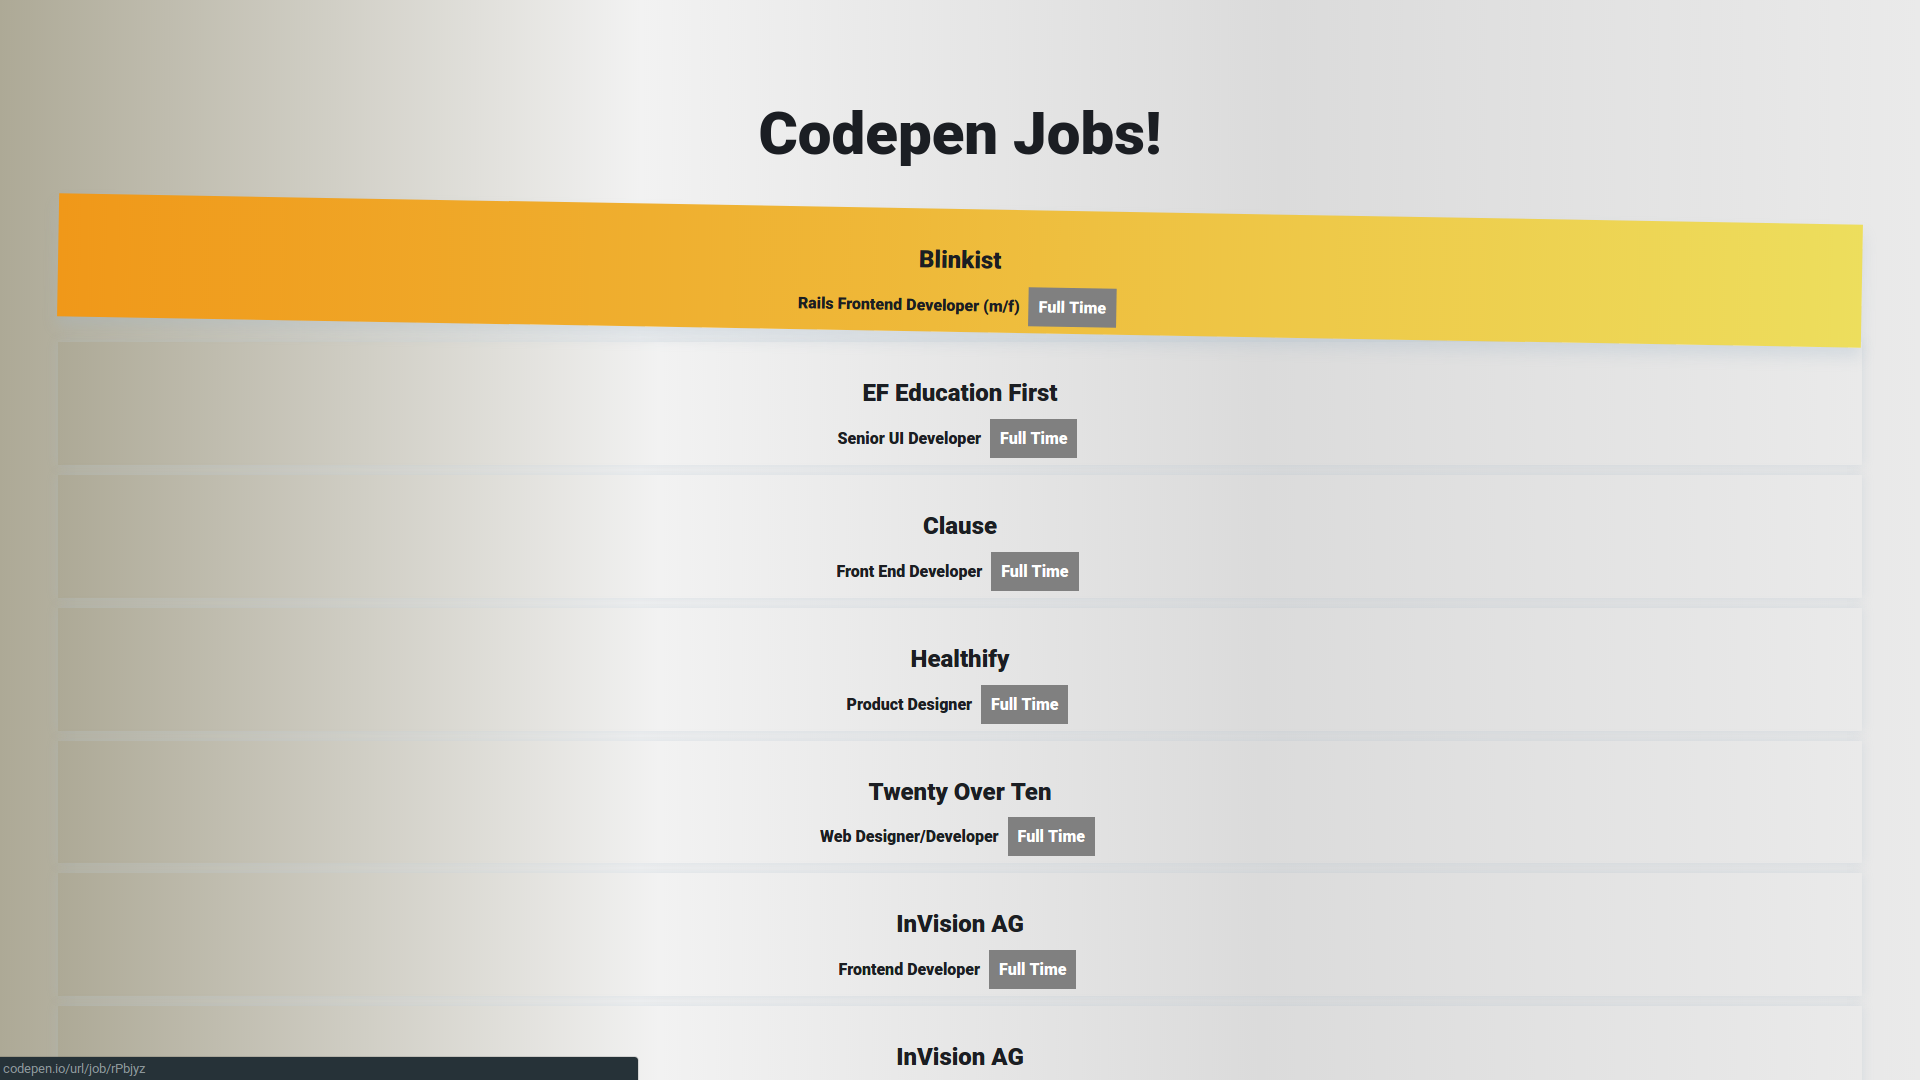 Codepen Jobs!
Blinkist
Rails Frontend Developer (m/f) Full Time
EF Education First
Senior UI Developer Full Time
Clause
Front End Developer Full Time
Healthify
Product Designer Full Time
Twenty Over Ten
Web Designer/Developer Full Time
InVision AG
Frontend Developer Full Time
InVision AG
codepen.io/url/job/rPbjyz